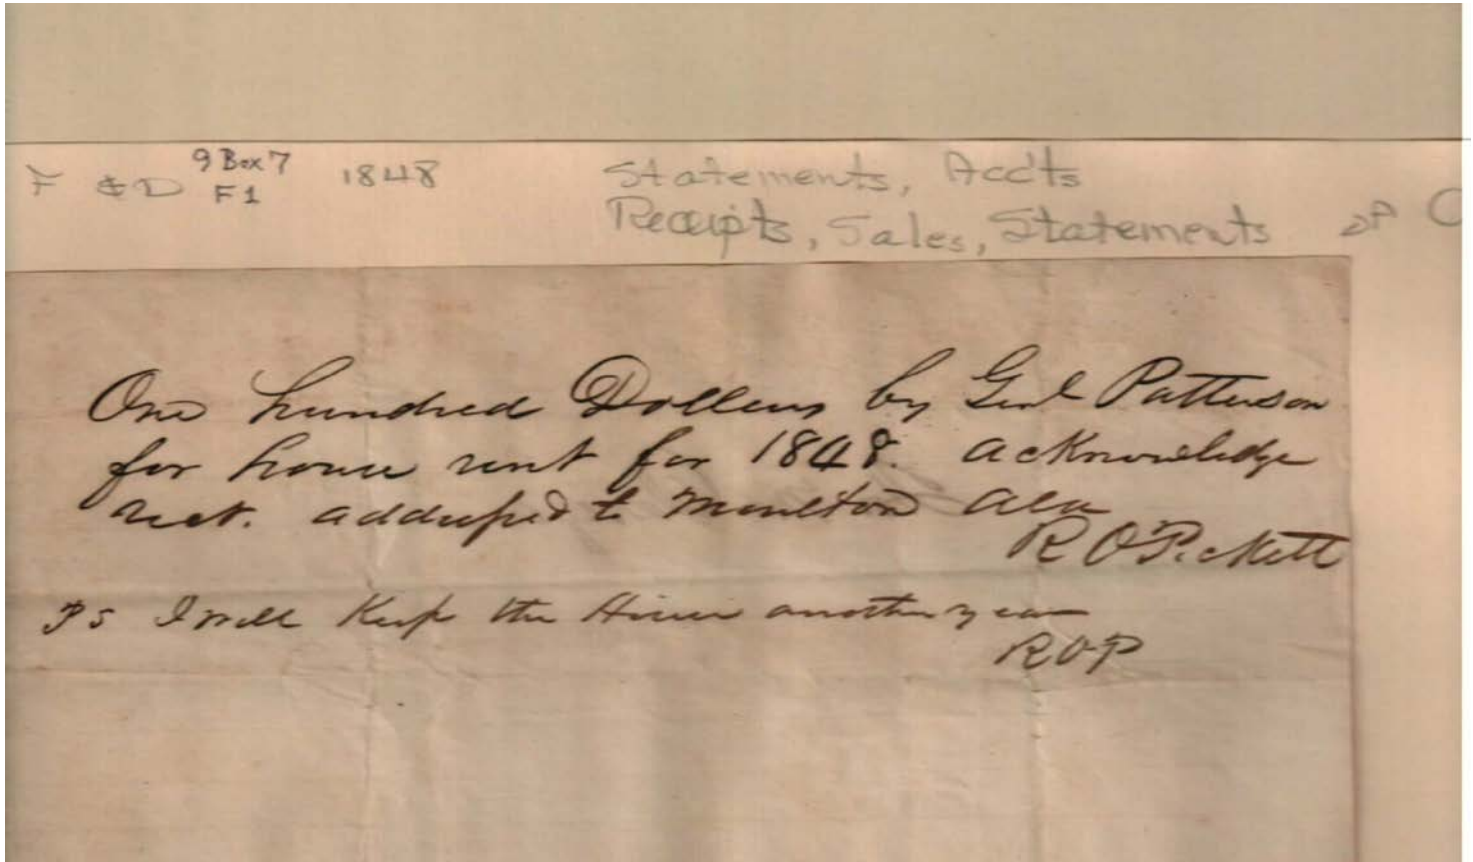 F & D 9 Box 7 1848 Statements, Acc'ts
F1 Receipts, Sales, Statements 2P C
One hundred Dollars by Genl Patterson
for house rent for 1848. acknowledge
rect. addressed to Moulton Ala
R O Pickett
PS I will Keep the House another year
R O P